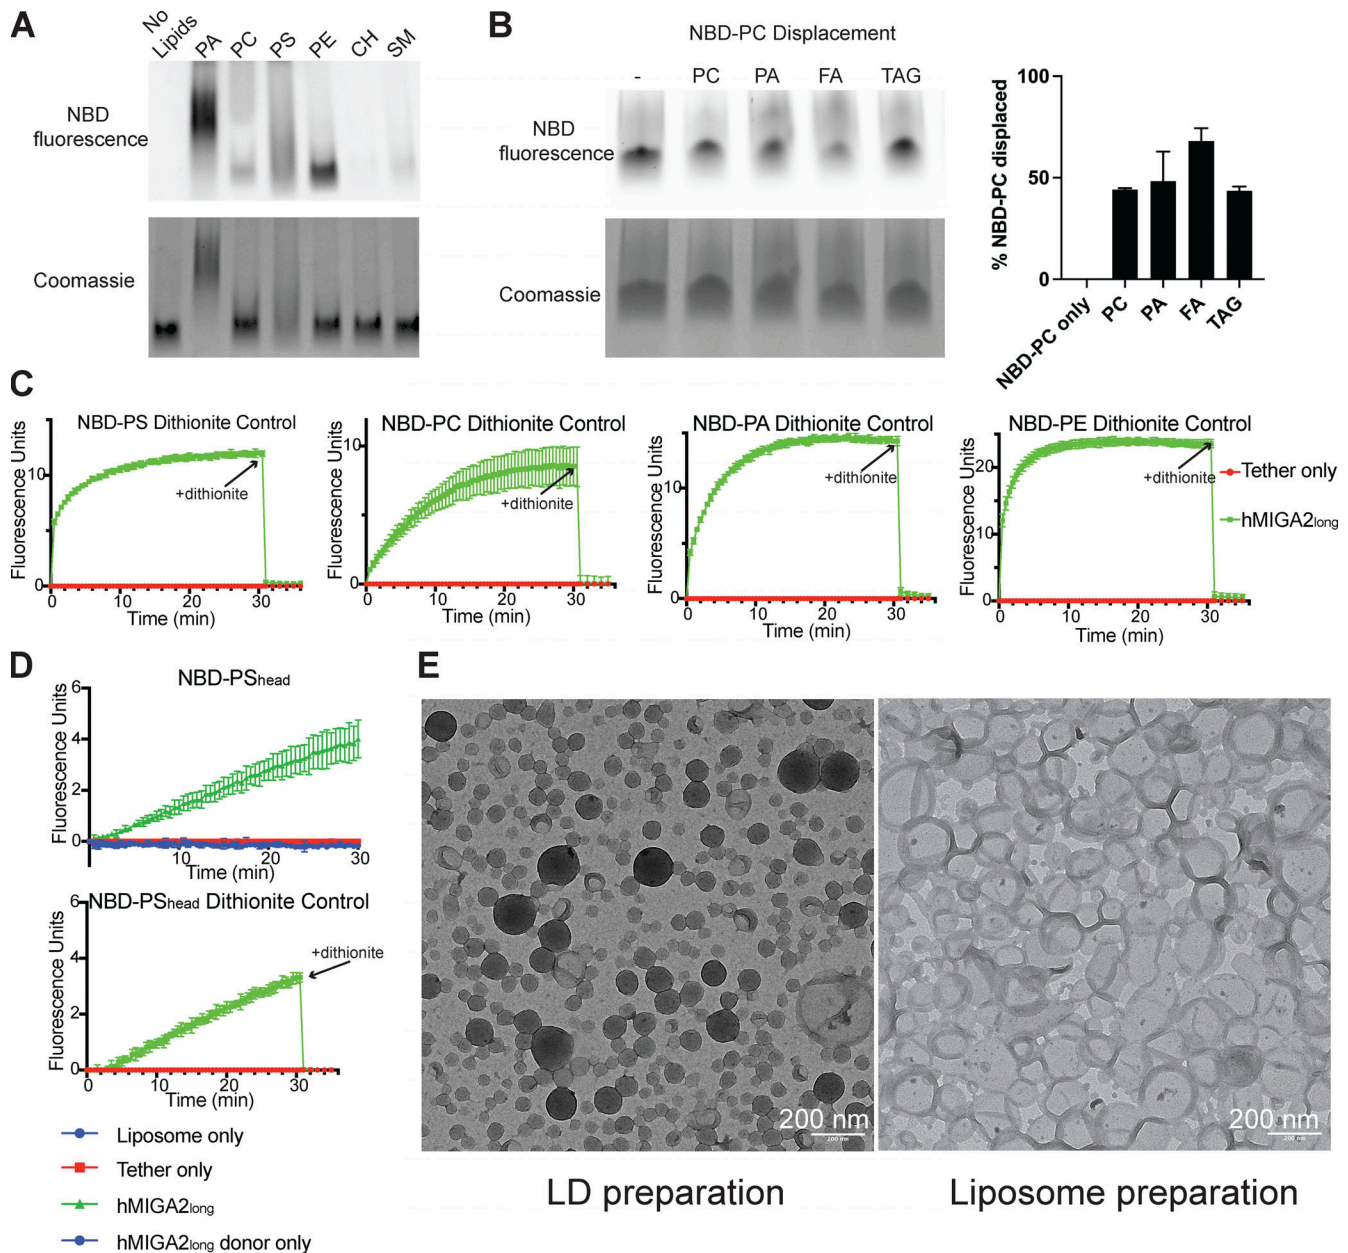 A
No Lipids PA PC PS PE CH SM
NBD
fluorescence
Coomassie
B
NBD-PC Displacement
- PC PA FA TAG
NBD
fluorescence
Coomassie
% NBD-PC displaced
100
50
0
NBD-PC only PC PA FA TAG
C
NBD-PS Dithionite Control
Fluorescence Units
10
0
+dithionite
0 10 20 30
Time (min)
NBD-PC Dithionite Control
Fluorescence Units
10
0
+dithionite
0 10 20 30
Time (min)
NBD-PA Dithionite Control
Fluorescence Units
10
0
+dithionite
0 10 20 30
Time (min)
NBD-PE Dithionite Control
Fluorescence Units
20
10
0
+dithionite
0 10 20 30
Time (min)
Tether only
hMIGA2long
D
NBD-PShead
Fluorescence Units
6
4
2
0
10 20 30
Time (min)
NBD-PShead Dithionite Control
Fluorescence Units
6
4
2
0
+dithionite
0 10 20 30
Time (min)
Liposome only
Tether only
hMIGA2long
hMIGA2long donor only
E
200 nm
200 nm
LD preparation
200 nm
200 nm
Liposome preparation